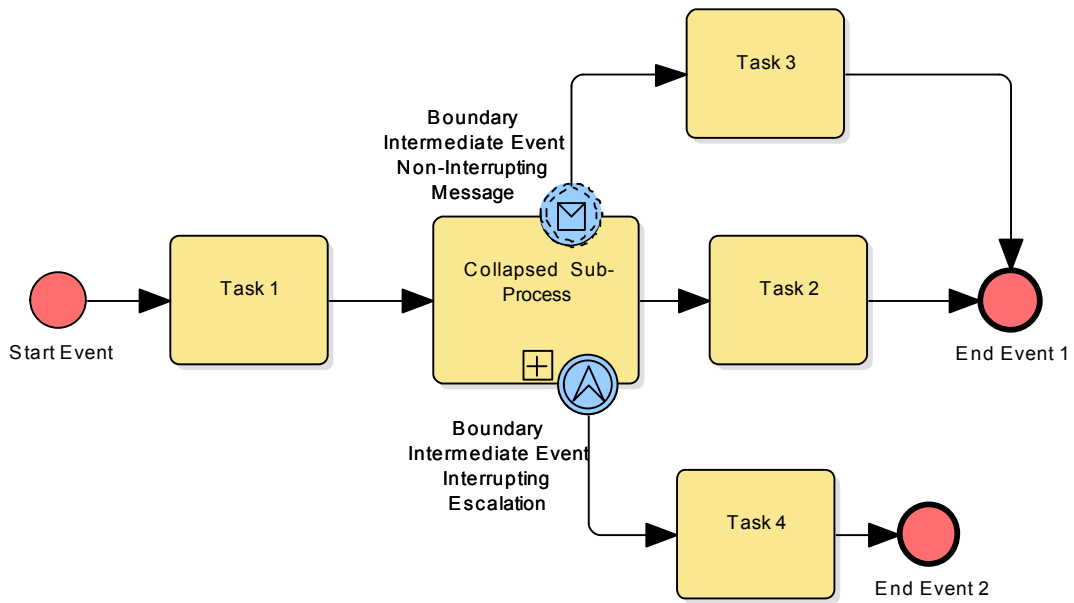 Task 3
Boundary
Intermediate Event
Non-Interrupting
Message
Task 1
Collapsed Sub-
Process
Task 2
Start Event
End Event 1
Boundary
Intermediate Event
Interrupting
Escalation
Task 4
End Event 2